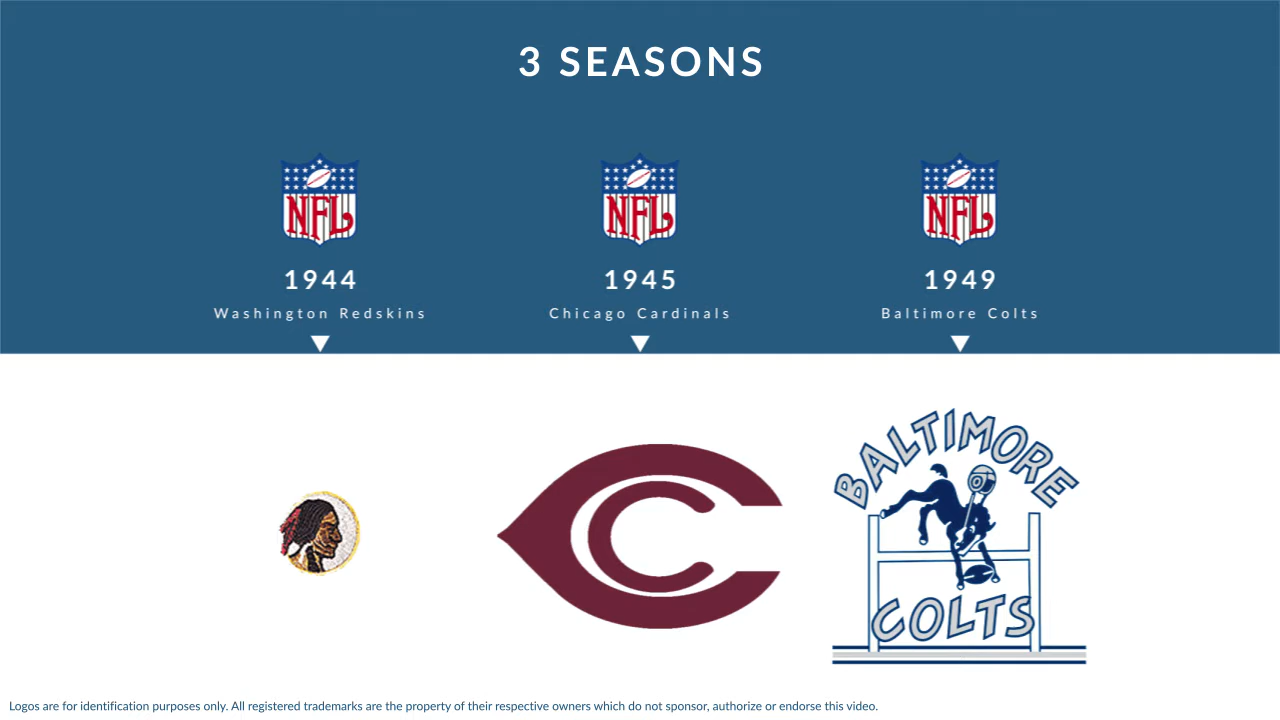 3 SEASONS
NFL NFL NFL
1944 1945 1949
Washington Redskins Chicago Cardinals Baltimore Colts
C
C
BALTIMORE
COLTS
Logos are for identification purposes only. All registered trademarks are the property of their respective owners which do not sponsor, authorize or endorse this video.